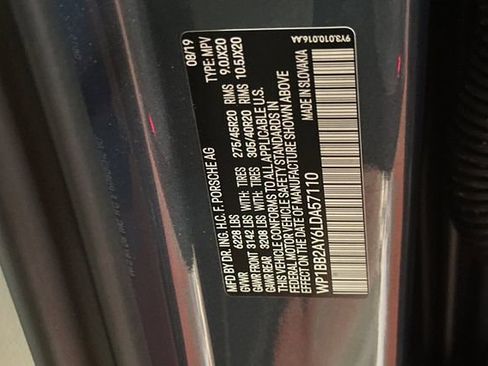 9Y3.010.016.AA
MFD BY DR. ING. H.C. F. PORSCHE AG 08/19
TYPE: MPV
GVWR 6228 LBS WITH: TIRES RIMS
GAWR FRONT 3142 LBS WITH: TIRES 275/45R20 RIMS 9.0JX20
GAWR REAR 3208 LBS WITH: TIRES 305/40R20 RIMS 10.5JX20
THIS VEHICLE CONFORMS TO ALL APPLICABLE U.S.
FEDERAL MOTOR VEHICLE SAFETY STANDARDS IN
EFFECT ON THE DATE OF MANUFACTURE SHOWN ABOVE
WP1BB2AY6LDA57110 MADE IN SLOVAKIA